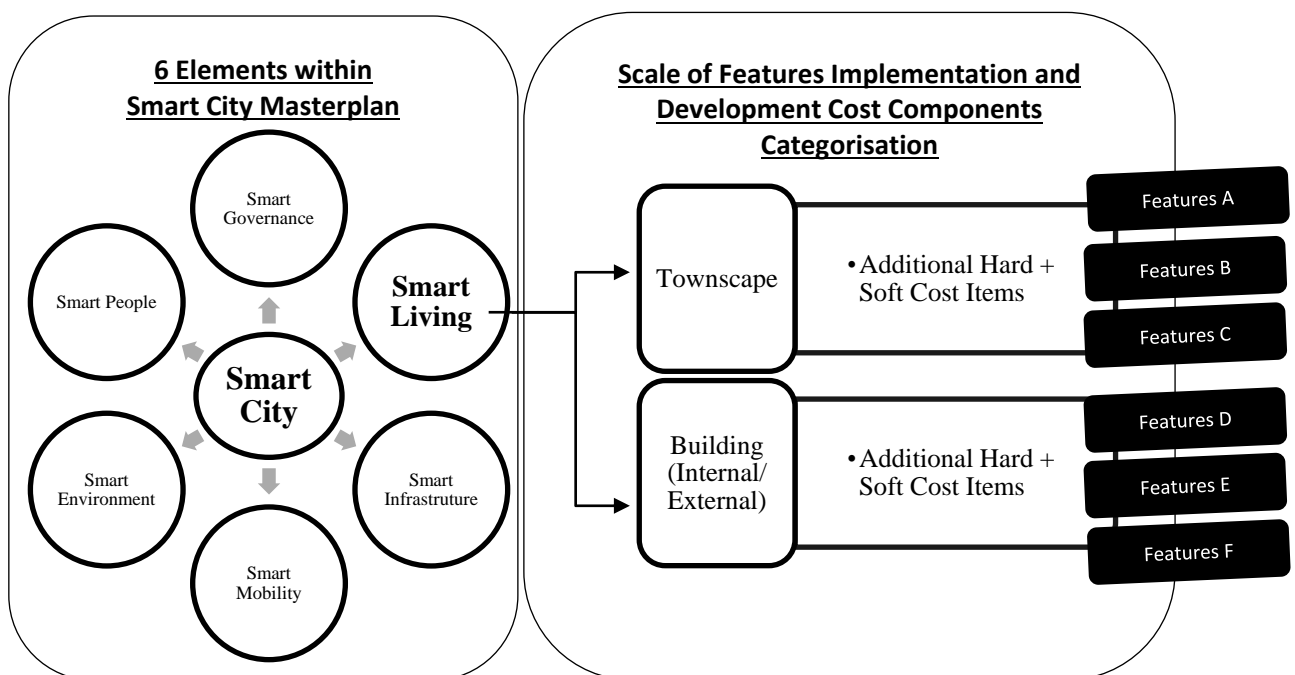 6 Elements within
Smart City Masterplan
Smart
Governance
Smart People
Smart
Living
Smart
City
Smart
Environment
Smart
Infrastruture
Smart
Mobility
Scale of Features Implementation and
Development Cost Components
Categorisation
Townscape
•Additional Hard +
Soft Cost Items
Features A
Features B
Features C
Building
(Internal/
External)
•Additional Hard +
Soft Cost Items
Features D
Features E
Features F